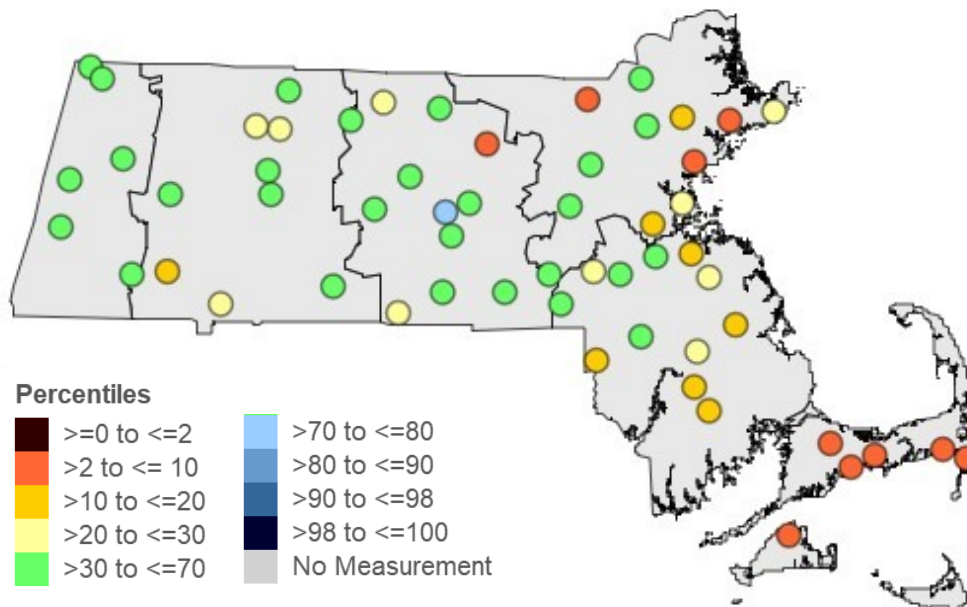 Percentiles
>=0 to <=2
>2 to <= 10
>10 to <=20
>20 to <=30
>30 to <=70
>70 to <=80
>80 to <=90
>90 to <=98
>98 to <=100
No Measurement